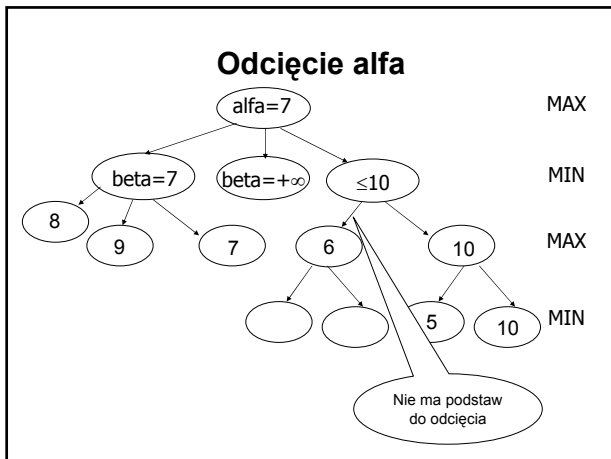 Odcięcie alfa
alfa=7
MAX
beta=7
beta=+∞
≤10
MIN
8
9
7
6
10
MAX
5
10
MIN
Nie ma podstaw
do odcięcia